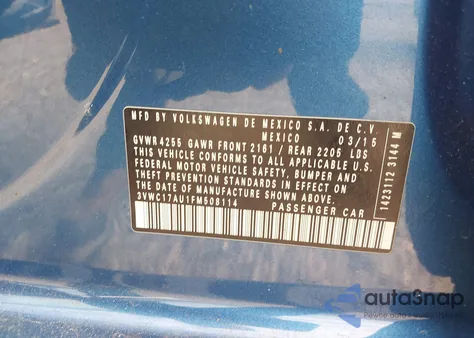 MFD BY VOLKSWAGEN DE MEXICO S.A. DE C.V.
MEXICO 03/15
GVWR 4255 GAWR FRONT 2161 / REAR 2205 LBS
THIS VEHICLE CONFORMS TO ALL APPLICABLE U.S.
FEDERAL MOTOR VEHICLE SAFETY, BUMPER AND
THEFT PREVENTION STANDARDS IN EFFECT ON
THE DATE OF MANUFACTURE SHOWN ABOVE.
3VWC17AU1FM508114 PASSENGER CAR
1423112 3144 M
autoSnap